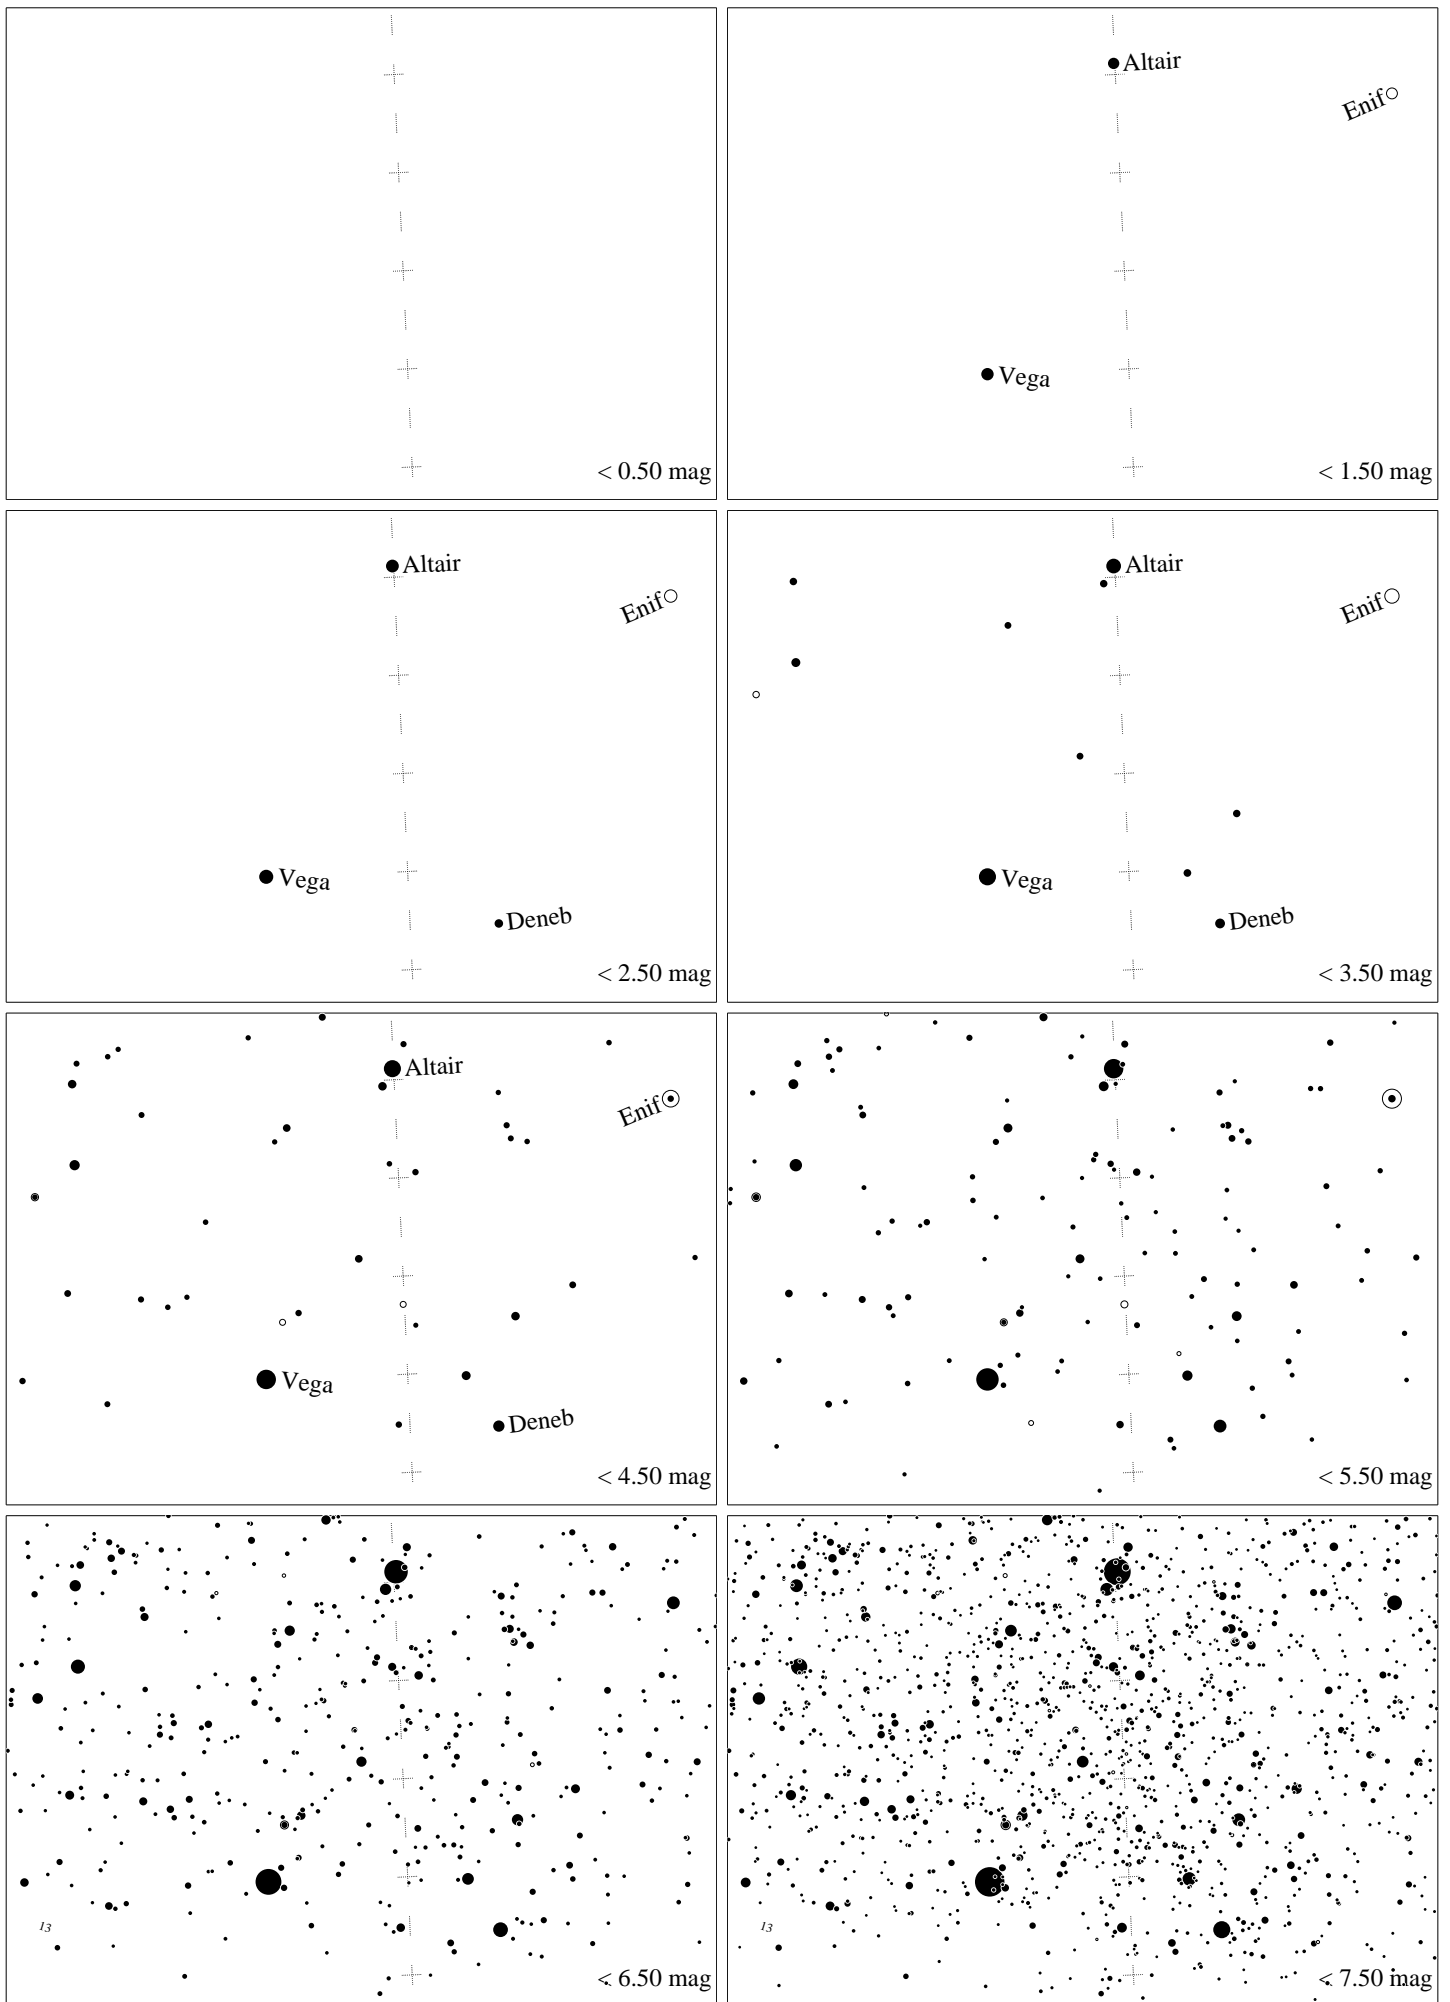 < 0.50 mag
Altair
Enif
Vega
< 1.50 mag
Altair
Enif
Vega
Deneb
< 2.50 mag
Altair
Enif
Vega
Deneb
< 3.50 mag
Altair
Enif
Vega
Deneb
< 4.50 mag
< 5.50 mag
13
< 6.50 mag
13
< 7.50 mag